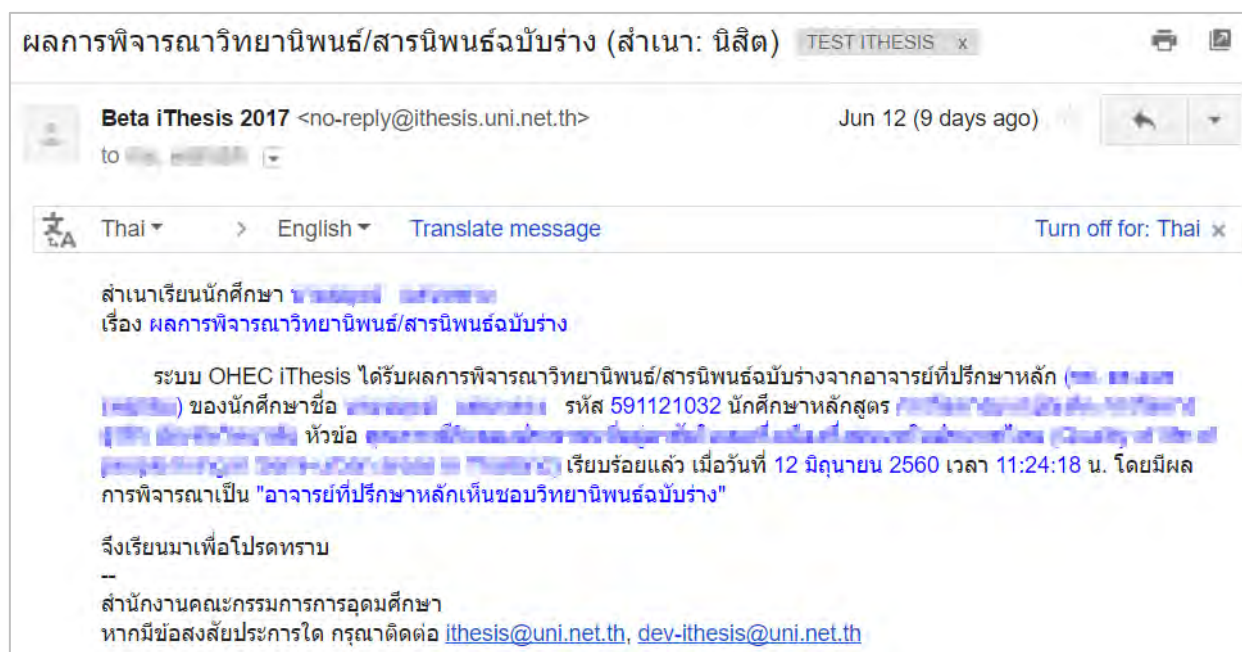 ผลการพิจารณาวิทยานิพนธ์/สารนิพนธ์ฉบับร่าง (สำเนา: นิสิต) TEST ITHESIS x
Beta iThesis 2017 <no-reply@ithesis.uni.net.th> Jun 12 (9 days ago)
to
Thai > English Translate message Turn off for: Thai x
สำเนาเรียนนักศึกษา
เรื่อง ผลการพิจารณาวิทยานิพนธ์/สารนิพนธ์ฉบับร่าง
ระบบ OHEC iThesis ได้รับผลการพิจารณาวิทยานิพนธ์/สารนิพนธ์ฉบับร่างจากอาจารย์ที่ปรึกษาหลัก (
) ของนักศึกษาชื่อ รหัส 591121032 นักศึกษาหลักสูตร
หัวข้อ
เรียบร้อยแล้ว เมื่อวันที่ 12 มิถุนายน 2560 เวลา 11:24:18 น. โดยมีผล
การพิจารณาเป็น "อาจารย์ที่ปรึกษาหลักเห็นชอบวิทยานิพนธ์ฉบับร่าง"
จึงเรียนมาเพื่อโปรดทราบ
--
สำนักงานคณะกรรมการการอุดมศึกษา
หากมีข้อสงสัยประการใด กรุณาติดต่อ ithesis@uni.net.th, dev-ithesis@uni.net.th